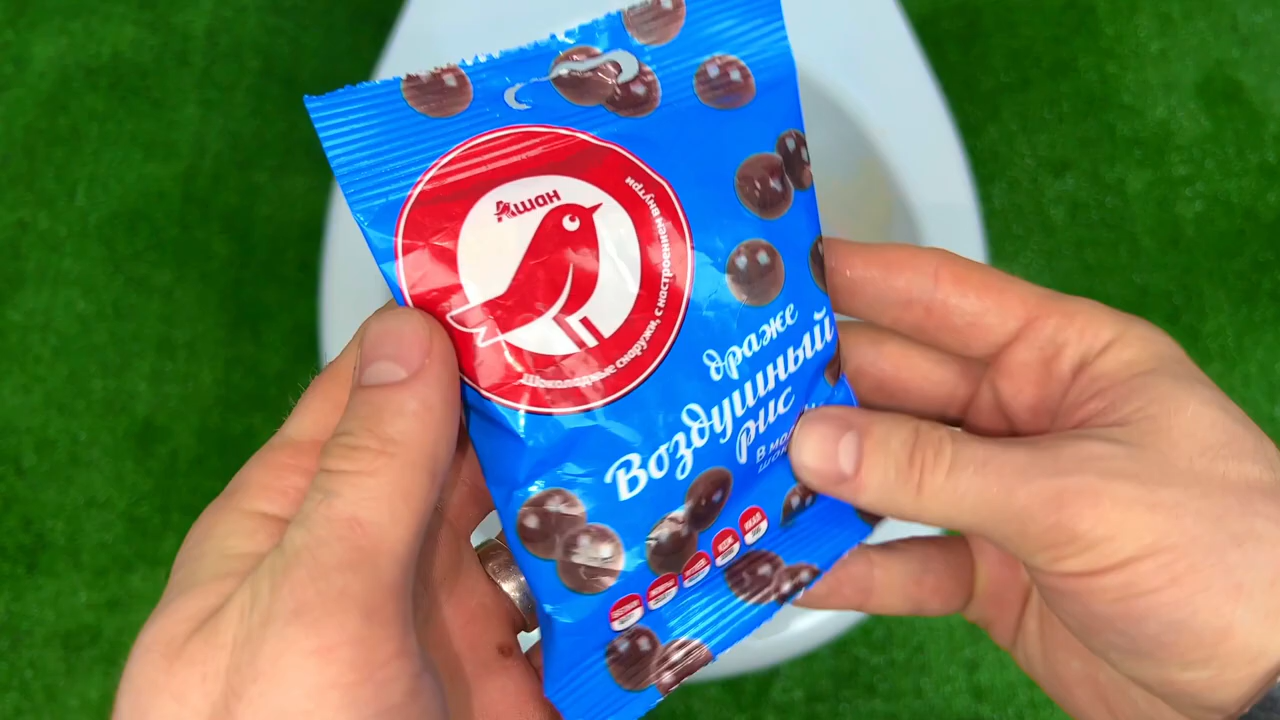 Ашан
Шоколадные снаружи, с настроением внутри
драже
Воздушный
рис
В